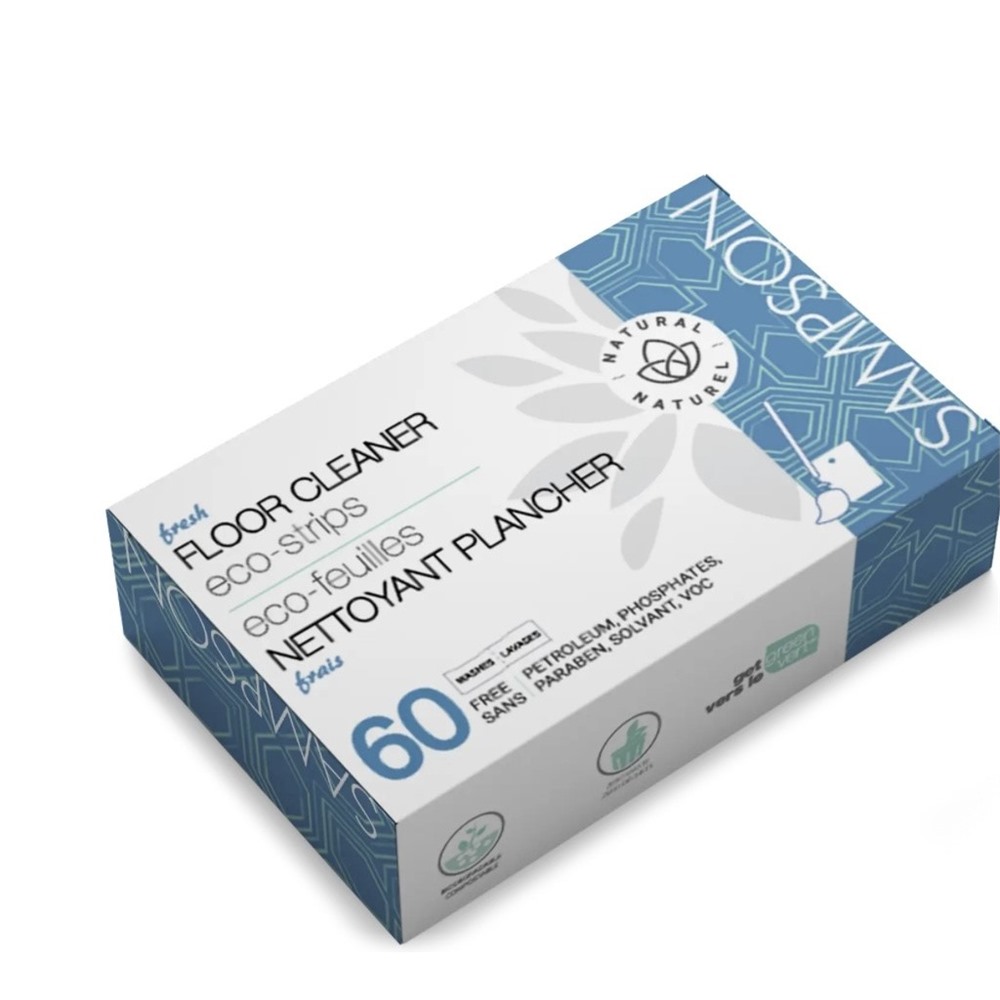 SAMPSON
NATURAL
NATUREL
fresh
FLOOR CLEANER
eco-strips
eco-feuilles
NETTOYANT PLANCHER
frais
60
WASHES LAVAGES
FREE
SANS
PETROLEUM, PHOSPHATES,
PARABEN, SOLVANT, VOC
get green
vers le vert
BIODEGRADABLE
SAMPSON